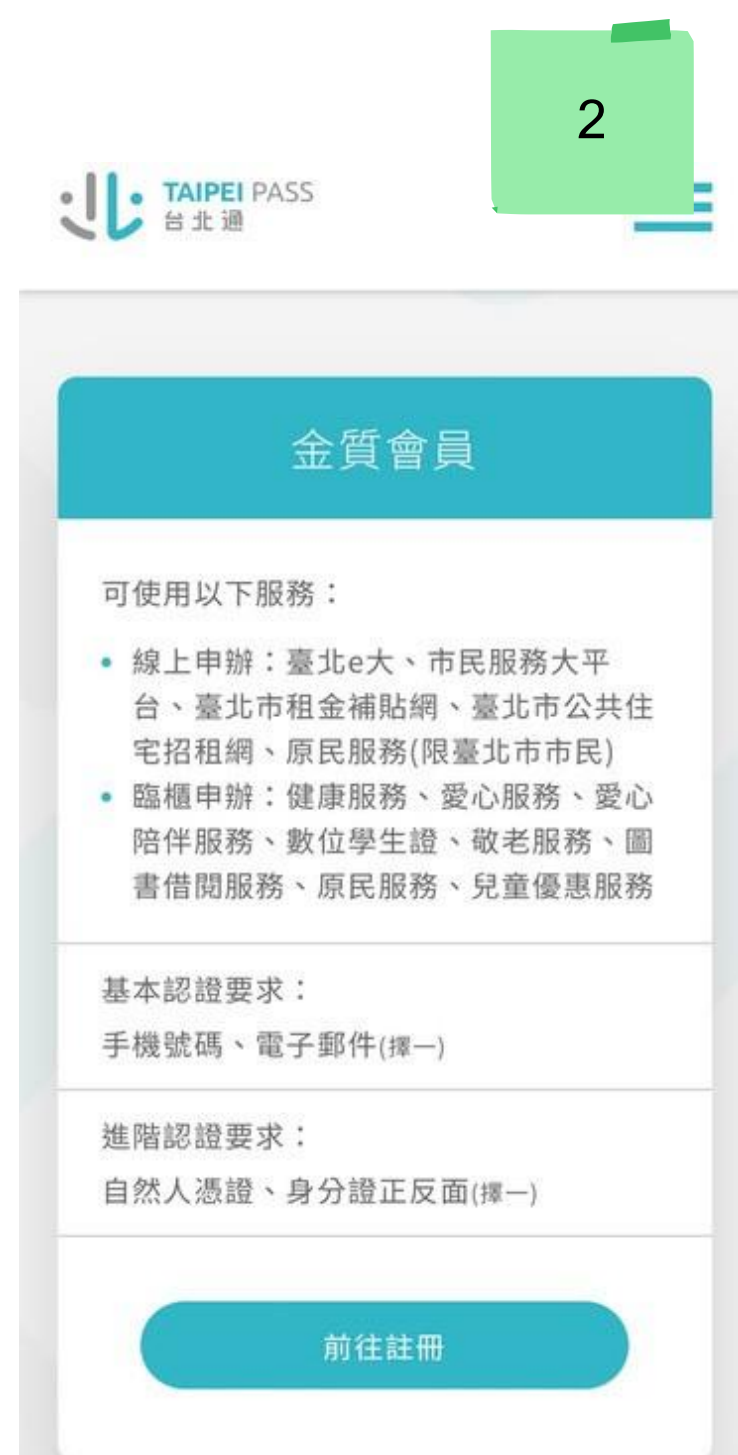 2
TAIPEI PASS
台北通
金質會員
可使用以下服務：
• 線上申辦：臺北e大、市民服務大平
台、臺北市租金補貼網、臺北市公共住
宅招租網、原民服務(限臺北市市民)
• 臨櫃申辦：健康服務、愛心服務、愛心
陪伴服務、數位學生證、敬老服務、圖
書借閱服務、原民服務、兒童優惠服務
基本認證要求：
手機號碼、電子郵件(擇一)
進階認證要求：
自然人憑證、身分證正反面(擇一)
前往註冊